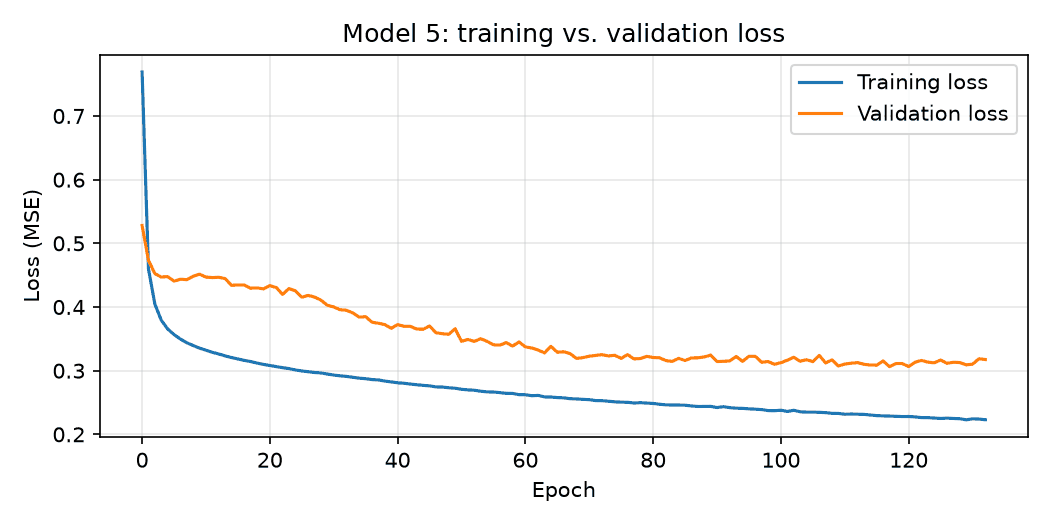 Model 5: training vs. validation loss
Training loss
Validation loss
Loss (MSE)
0.7
0.6
0.5
0.4
0.3
0.2
0 20 40 60 80 100 120
Epoch